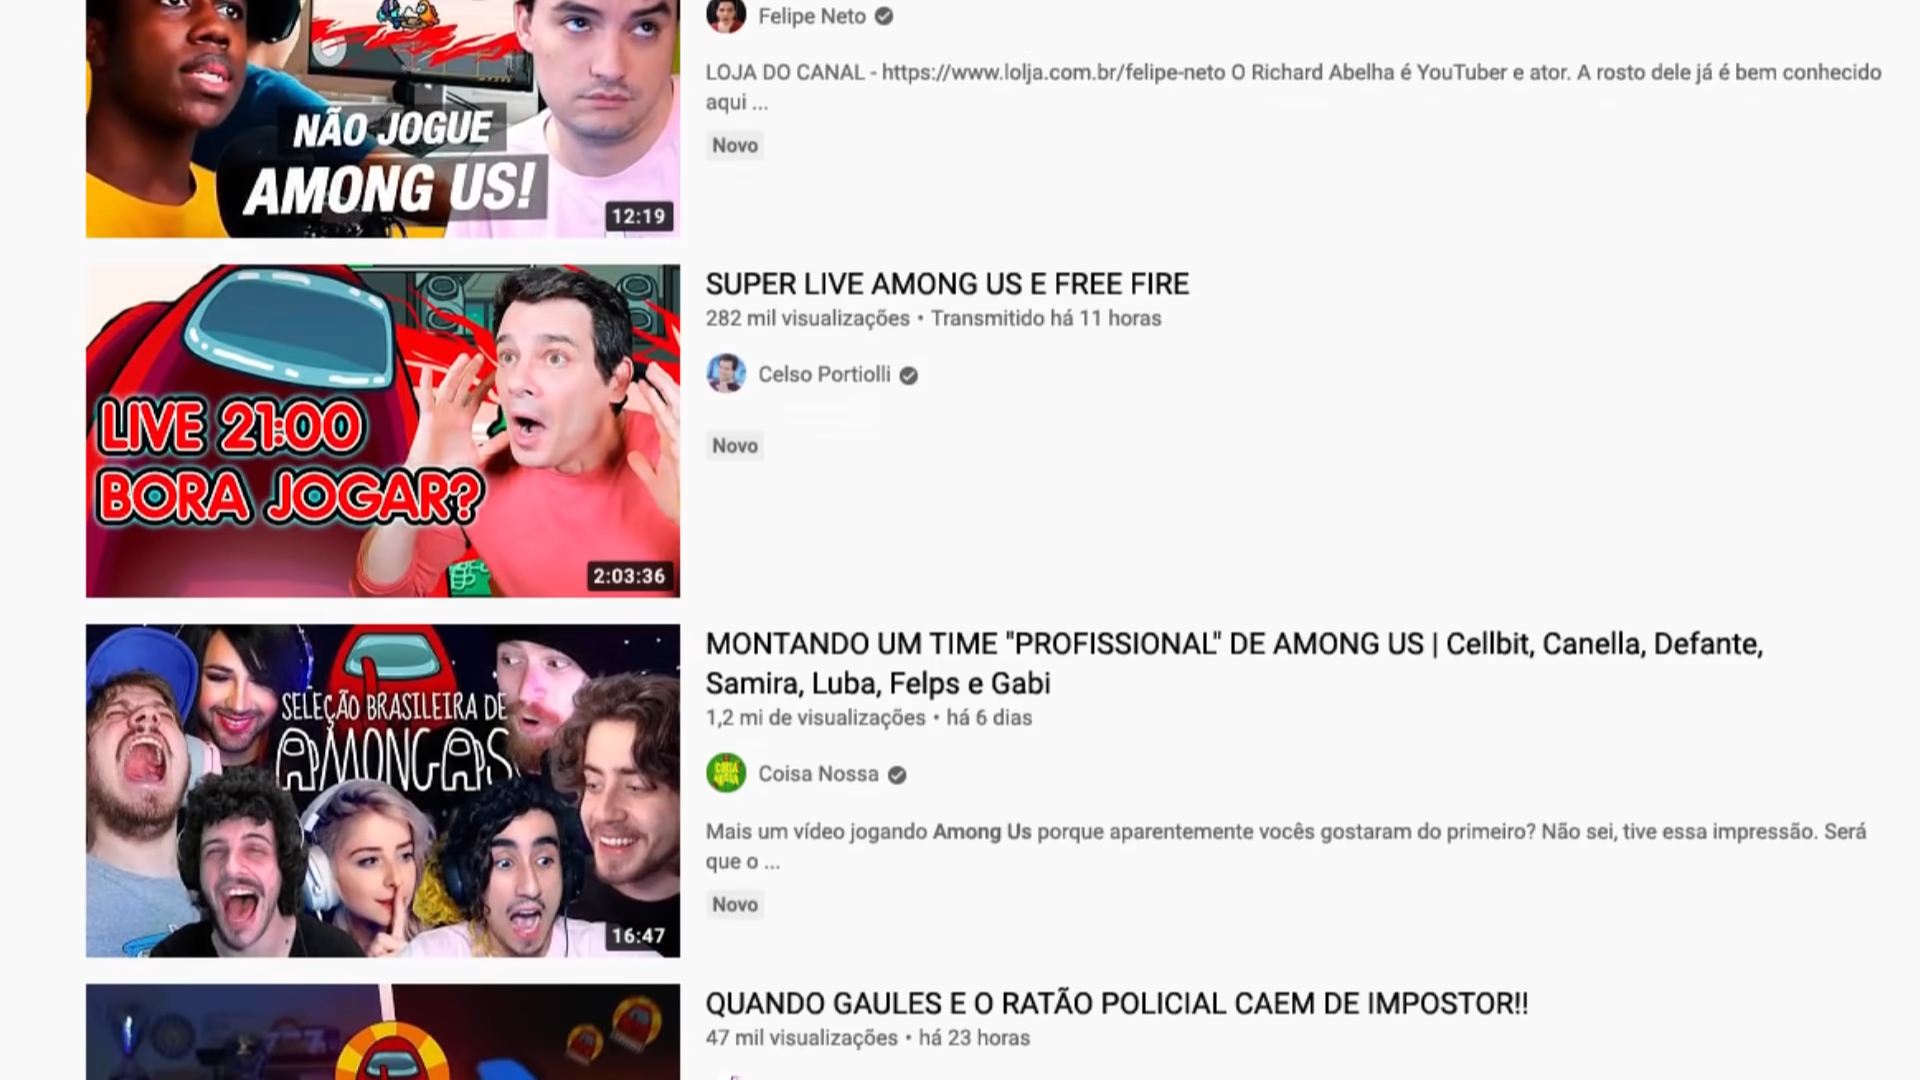 Felipe Neto
LOJA DO CANAL - https://www.lolja.com.br/felipe-neto O Richard Abelha é YouTuber e ator. A rosto dele já é bem conhecido
aqui ...
Novo
NÃO JOGUE
AMONG US!
12:19
SUPER LIVE AMONG US E FREE FIRE
282 mil visualizações • Transmitido há 11 horas
Celso Portiolli
Novo
LIVE 21:00
BORA JOGAR?
2:03:36
MONTANDO UM TIME "PROFISSIONAL" DE AMONG US | Cellbit, Canella, Defante,
Samira, Luba, Felps e Gabi
1,2 mi de visualizações • há 6 dias
Coisa Nossa
Mais um vídeo jogando Among Us porque aparentemente vocês gostaram do primeiro? Não sei, tive essa impressão. Será
que o ...
Novo
SELEÇÃO BRASILEIRA DE
AMONGAS
16:47
QUANDO GAULES E O RATÃO POLICIAL CAEM DE IMPOSTOR!!
47 mil visualizações • há 23 horas